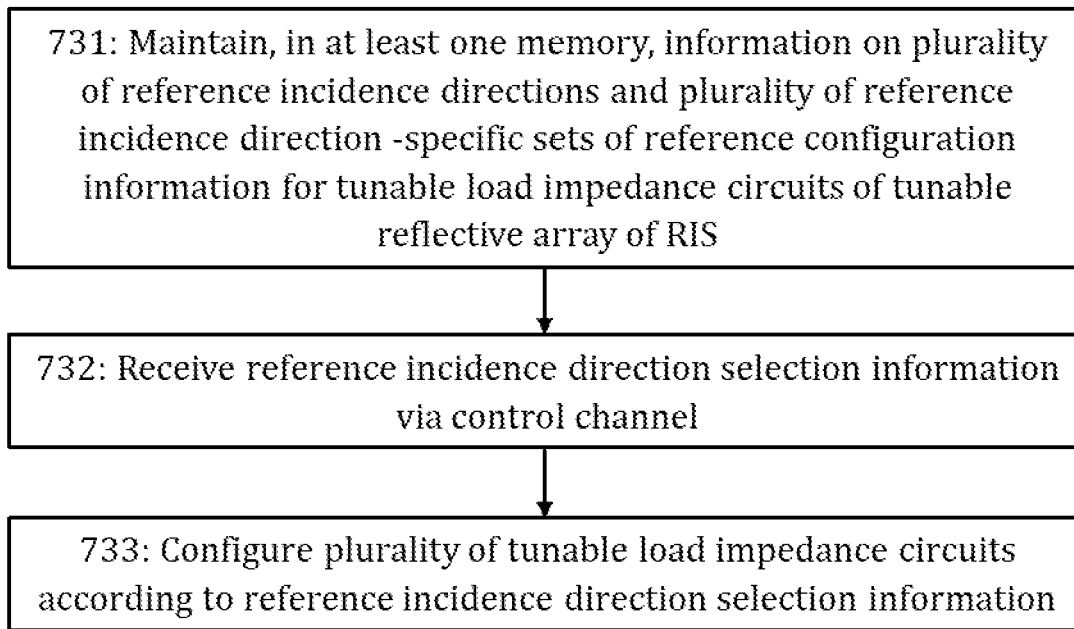 731: Maintain, in at least one memory, information on plurality
of reference incidence directions and plurality of reference
incidence direction -specific sets of reference configuration
information for tunable load impedance circuits of tunable
reflective array of RIS
732: Receive reference incidence direction selection information
via control channel
733: Configure plurality of tunable load impedance circuits
according to reference incidence direction selection information